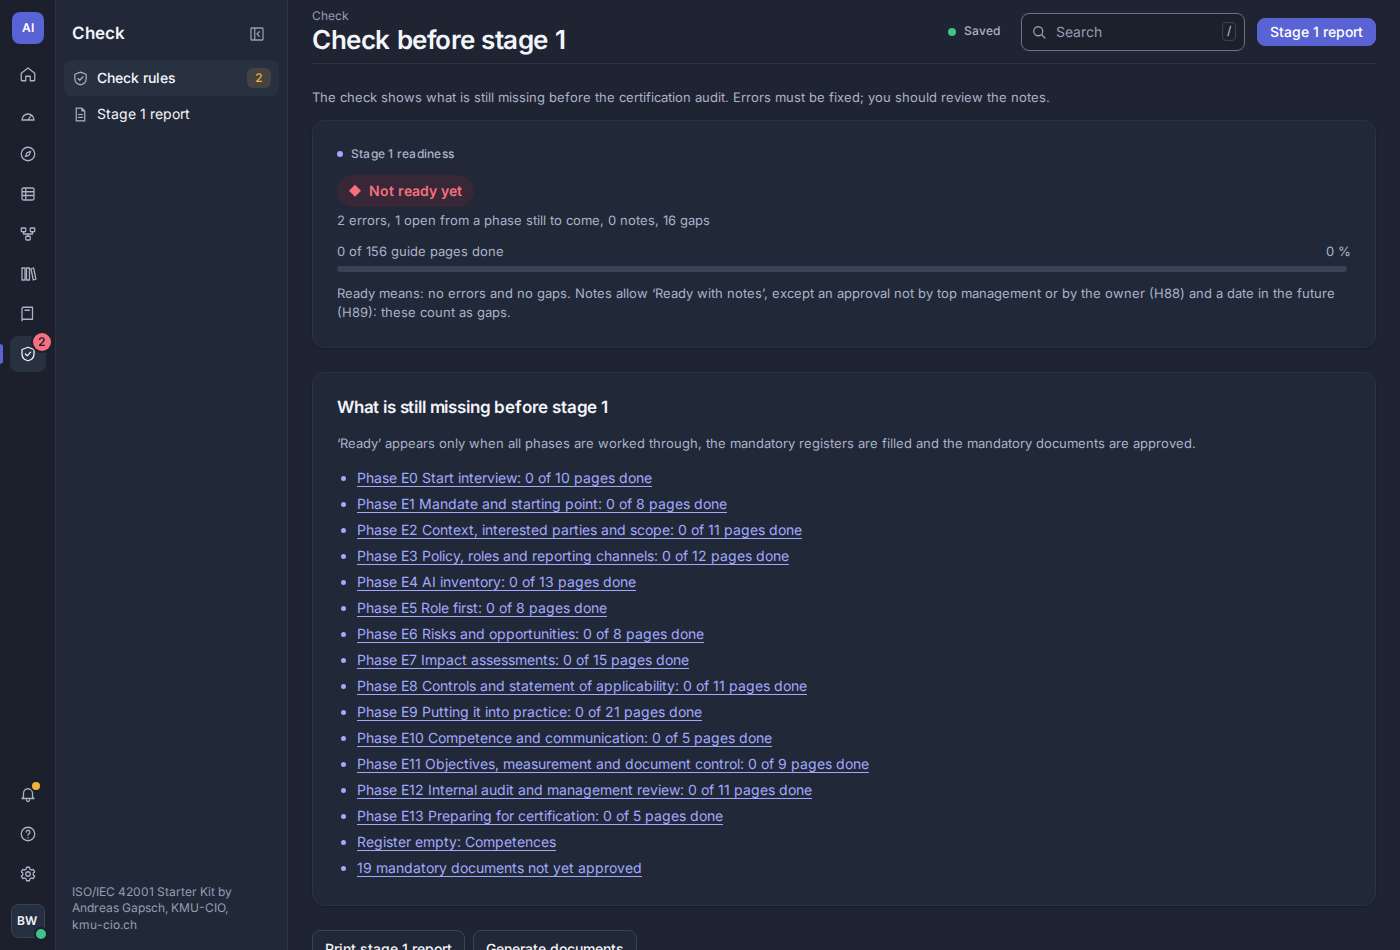 AI
2
BW
Check
Check rules
2
Stage 1 report
ISO/IEC 42001 Starter Kit by
Andreas Gapsch, KMU-CIO,
kmu-cio.ch
Check
Check before stage 1
Saved
Search
/
Stage 1 report
The check shows what is still missing before the certification audit. Errors must be fixed; you should review the notes.
Stage 1 readiness
Not ready yet
2 errors, 1 open from a phase still to come, 0 notes, 16 gaps
0 of 156 guide pages done
0 %
Ready means: no errors and no gaps. Notes allow ‘Ready with notes’, except an approval not by top management or by the owner (H88) and a date in the future
(H89): these count as gaps.
What is still missing before stage 1
‘Ready’ appears only when all phases are worked through, the mandatory registers are filled and the mandatory documents are approved.
Phase E0 Start interview: 0 of 10 pages done
Phase E1 Mandate and starting point: 0 of 8 pages done
Phase E2 Context, interested parties and scope: 0 of 11 pages done
Phase E3 Policy, roles and reporting channels: 0 of 12 pages done
Phase E4 AI inventory: 0 of 13 pages done
Phase E5 Role first: 0 of 8 pages done
Phase E6 Risks and opportunities: 0 of 8 pages done
Phase E7 Impact assessments: 0 of 15 pages done
Phase E8 Controls and statement of applicability: 0 of 11 pages done
Phase E9 Putting it into practice: 0 of 21 pages done
Phase E10 Competence and communication: 0 of 5 pages done
Phase E11 Objectives, measurement and document control: 0 of 9 pages done
Phase E12 Internal audit and management review: 0 of 11 pages done
Phase E13 Preparing for certification: 0 of 5 pages done
Register empty: Competences
19 mandatory documents not yet approved
Print stage 1 report
Generate documents